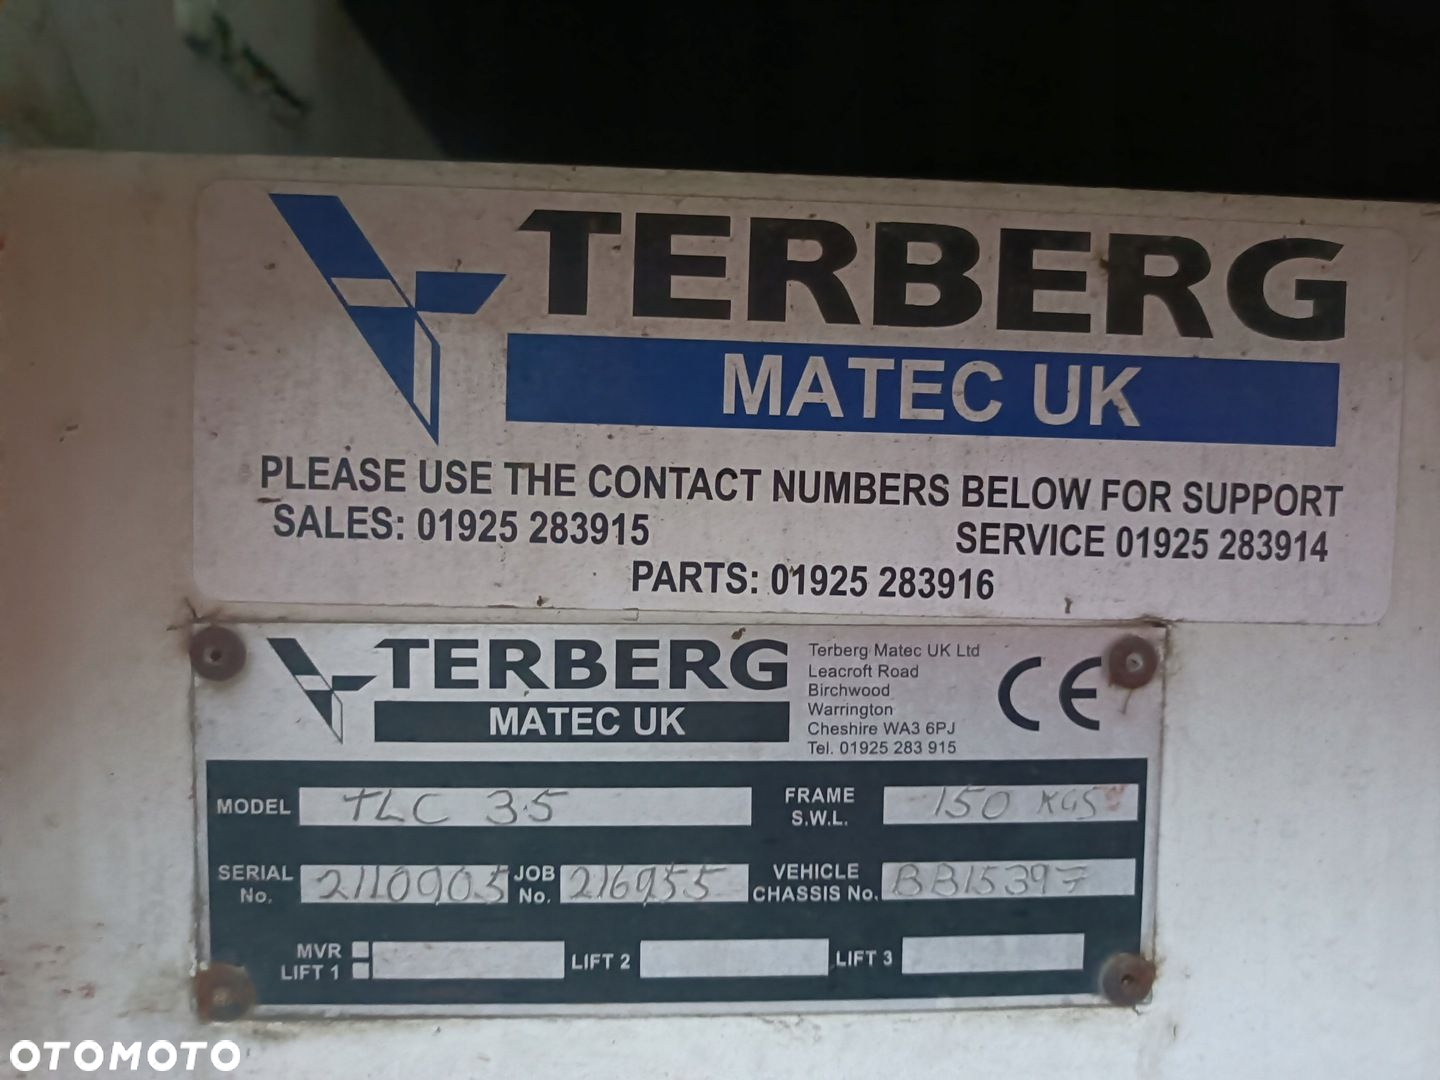 TERBERG
MATEC UK
PLEASE USE THE CONTACT NUMBERS BELOW FOR SUPPORT
SALES: 01925 283915 SERVICE 01925 283914
PARTS: 01925 283916
TERBERG
MATEC UK
Terberg Matec UK Ltd
Leacroft Road
Birchwood
Warrington
Cheshire WA3 6PJ
Tel. 01925 283 915
CE
MODEL TLC 3.5 FRAME S.W.L. 150 KGS
SERIAL No. 2110905 JOB No. 216955 VEHICLE CHASSIS No. BB15397
MVR
LIFT 1 LIFT 2 LIFT 3
OTOMOTO